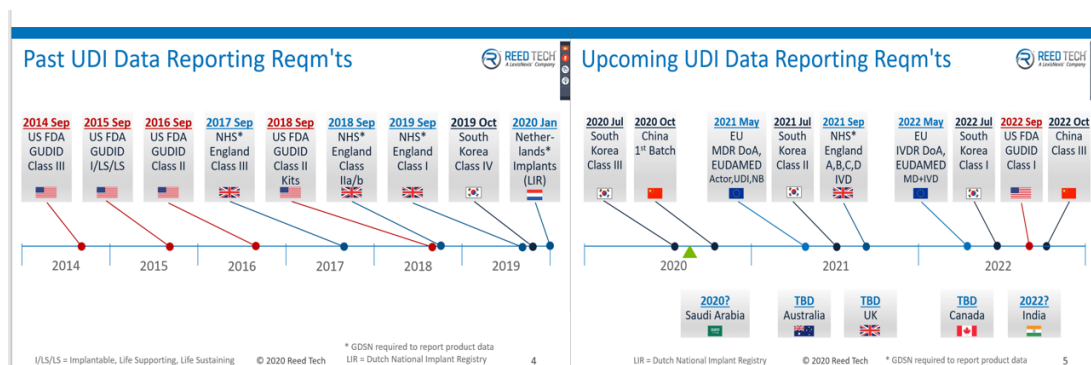 Past UDI Data Reporting Reqm'ts
REED TECH
A LexisNexis® Company
2014 Sep
US FDA
GUDID
Class III
2015 Sep
US FDA
GUDID
I/LS/LS
2016 Sep
US FDA
GUDID
Class II
2017 Sep
NHS*
England
Class III
2018 Sep
US FDA
GUDID
Class II
Kits
2018 Sep
NHS*
England
Class
IIa/b
2019 Sep
NHS*
England
Class I
2019 Oct
South
Korea
Class IV
2020 Jan
Nether-
lands*
Implants
(LIR)
2014
2015
2016
2017
2018
2019
* GDSN required to report product data
I/LS/LS = Implantable, Life Supporting, Life Sustaining
© 2020 Reed Tech
LIR = Dutch National Implant Registry
4
Upcoming UDI Data Reporting Reqm'ts
REED TECH
A LexisNexis® Company
2020 Jul
South
Korea
Class III
2020 Oct
China
1st Batch
2021 May
EU
MDR DoA,
EUDAMED
Actor,UDI,NB
2021 Jul
South
Korea
Class II
2021 Sep
NHS*
England
A,B,C,D
IVD
2022 May
EU
IVDR DoA,
EUDAMED
MD+IVD
2022 Jul
South
Korea
Class I
2022 Sep
US FDA
GUDID
Class I
2022 Oct
China
Class III
2020
2021
2022
2020?
Saudi Arabia
TBD
Australia
TBD
UK
TBD
Canada
2022?
India
LIR = Dutch National Implant Registry
© 2020 Reed Tech
* GDSN required to report product data
5